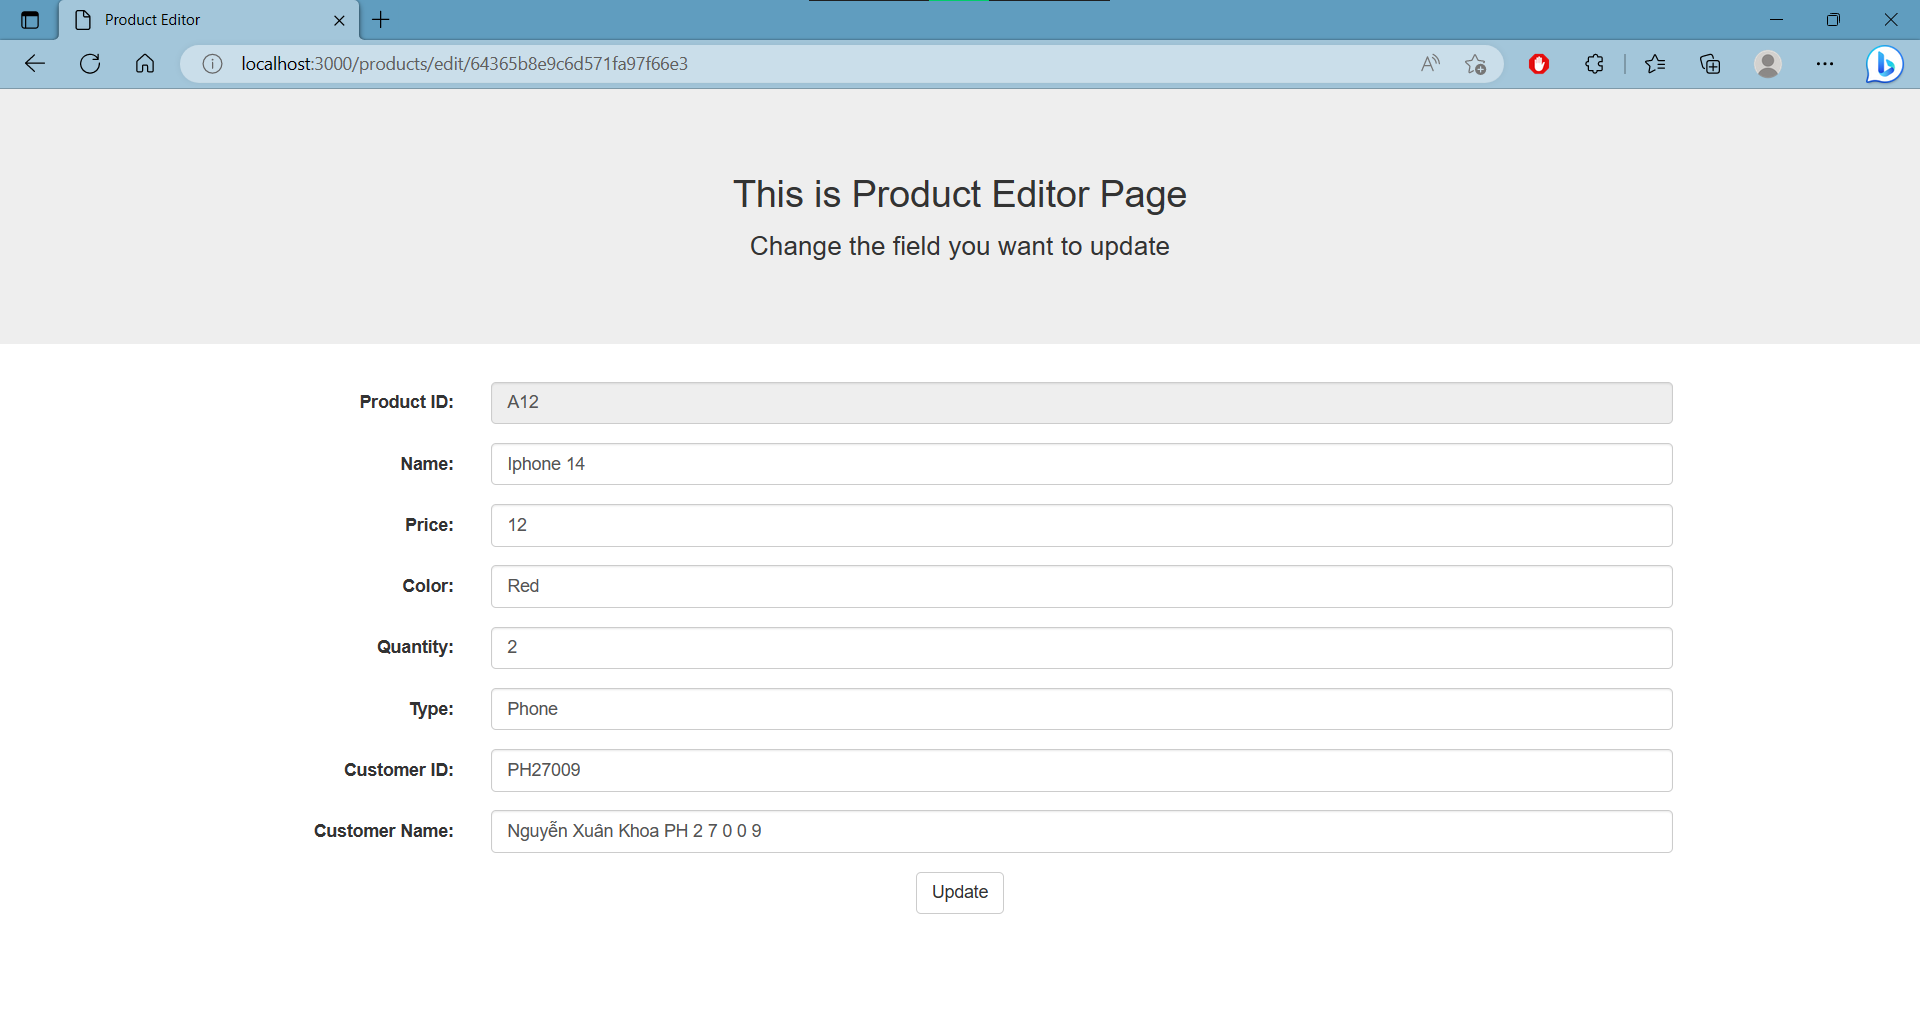 Product Editor
localhost:3000/products/edit/64365b8e9c6d571fa97f66e3
This is Product Editor Page
Change the field you want to update
Product ID: A12
Name: Iphone 14
Price: 12
Color: Red
Quantity: 2
Type: Phone
Customer ID: PH27009
Customer Name: Nguyễn Xuân Khoa PH 2 7 0 0 9
Update